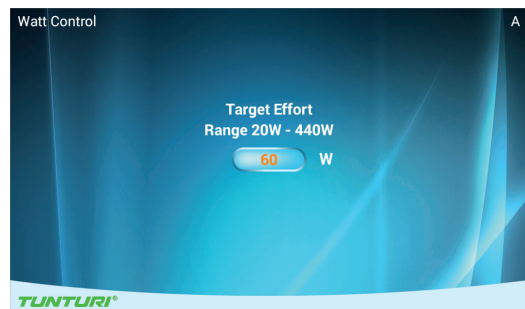 Watt Control
A
Target Effort
Range 20W - 440W
60 W
TUNTURI®